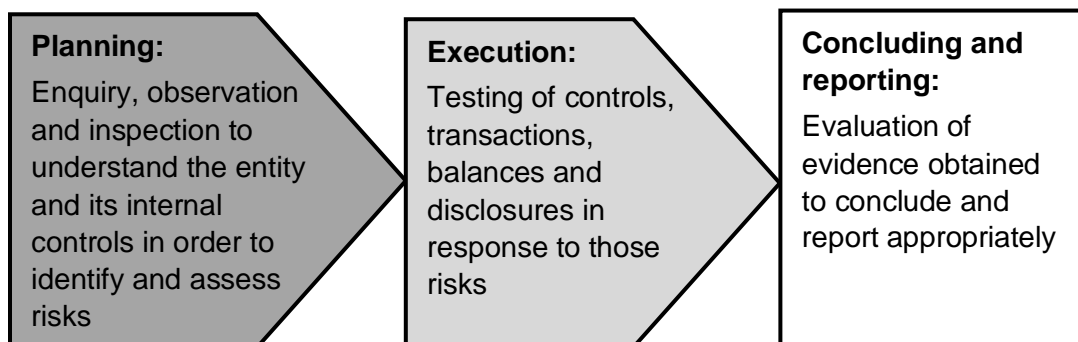 Planning:
Enquiry, observation
and inspection to
understand the entity
and its internal
controls in order to
identify and assess
risks
Execution:
Testing of controls,
transactions,
balances and
disclosures in
response to those
risks
Concluding and
reporting:
Evaluation of
evidence obtained
to conclude and
report appropriately